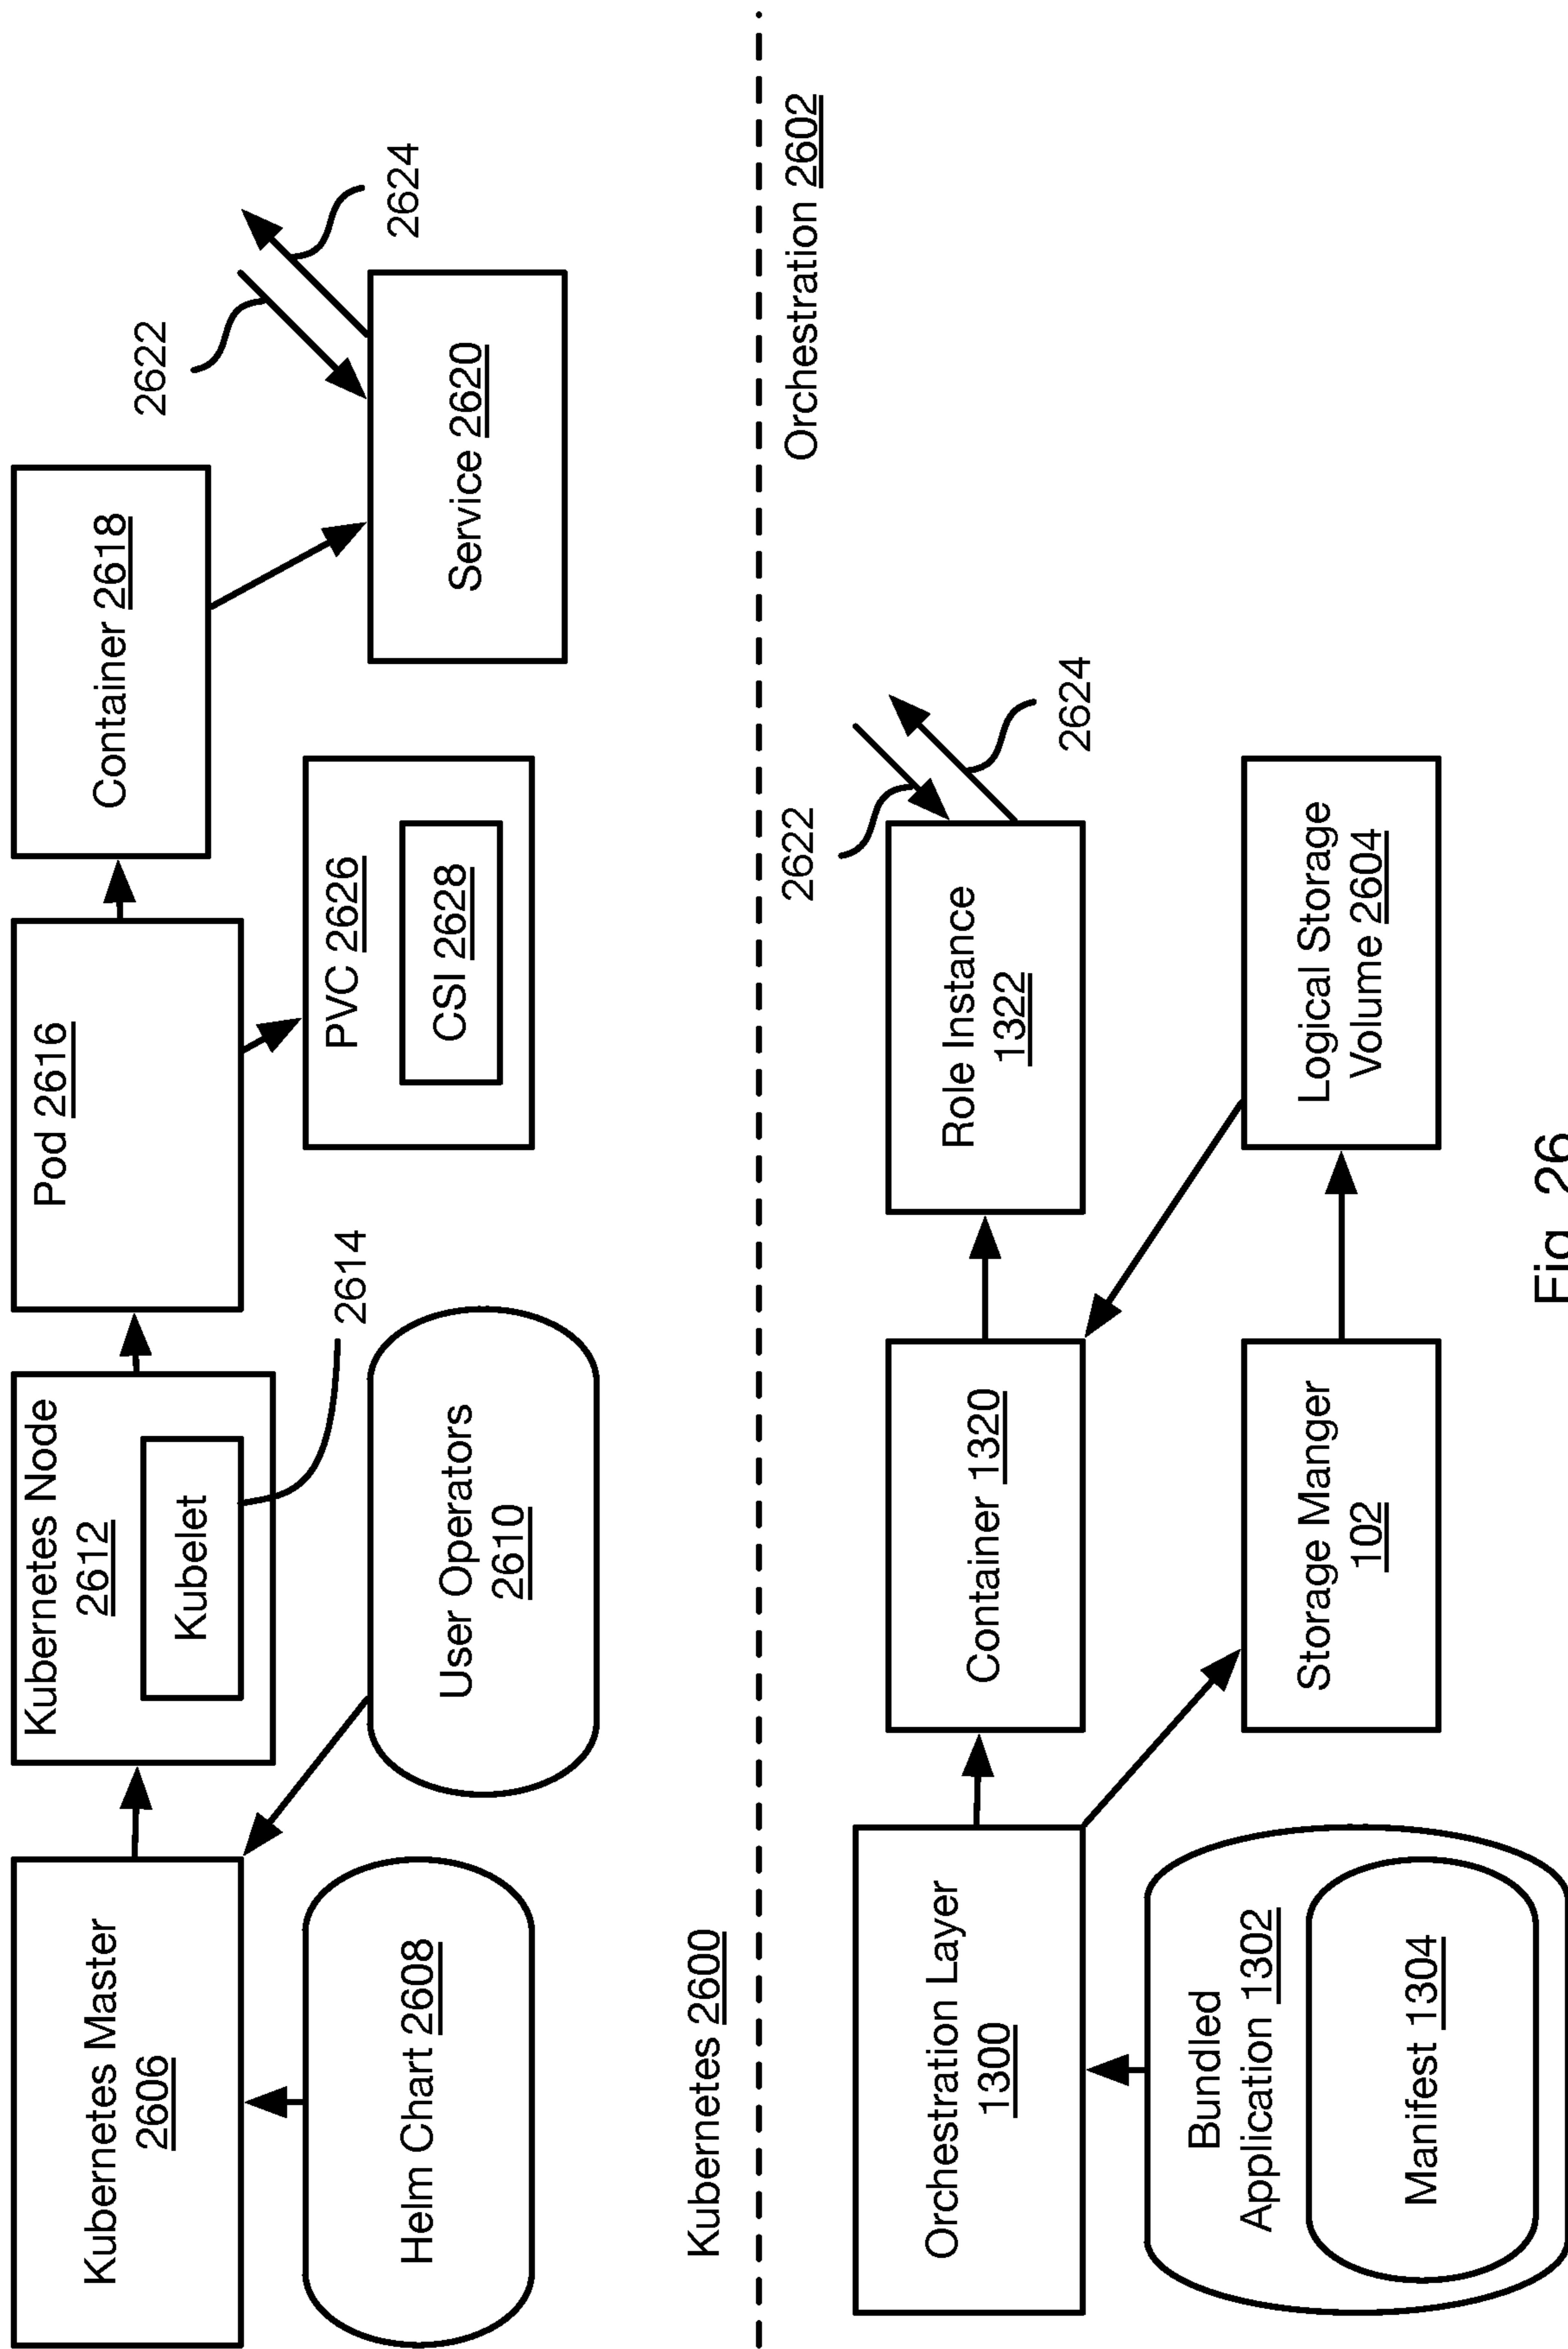 Kubernetes Master
2606
Kubernetes Node
2612
Kubelet
2614
Pod 2616
Container 2618
2622
2624
Helm Chart 2608
User Operators
2610
PVC 2626
CSI 2628
Service 2620
Kubernetes 2600
Orchestration 2602
Orchestration Layer
1300
Container 1320
Role Instance
1322
2622
2624
Bundled
Application 1302
Manifest 1304
Storage Manger
102
Logical Storage
Volume 2604
Fig. 26